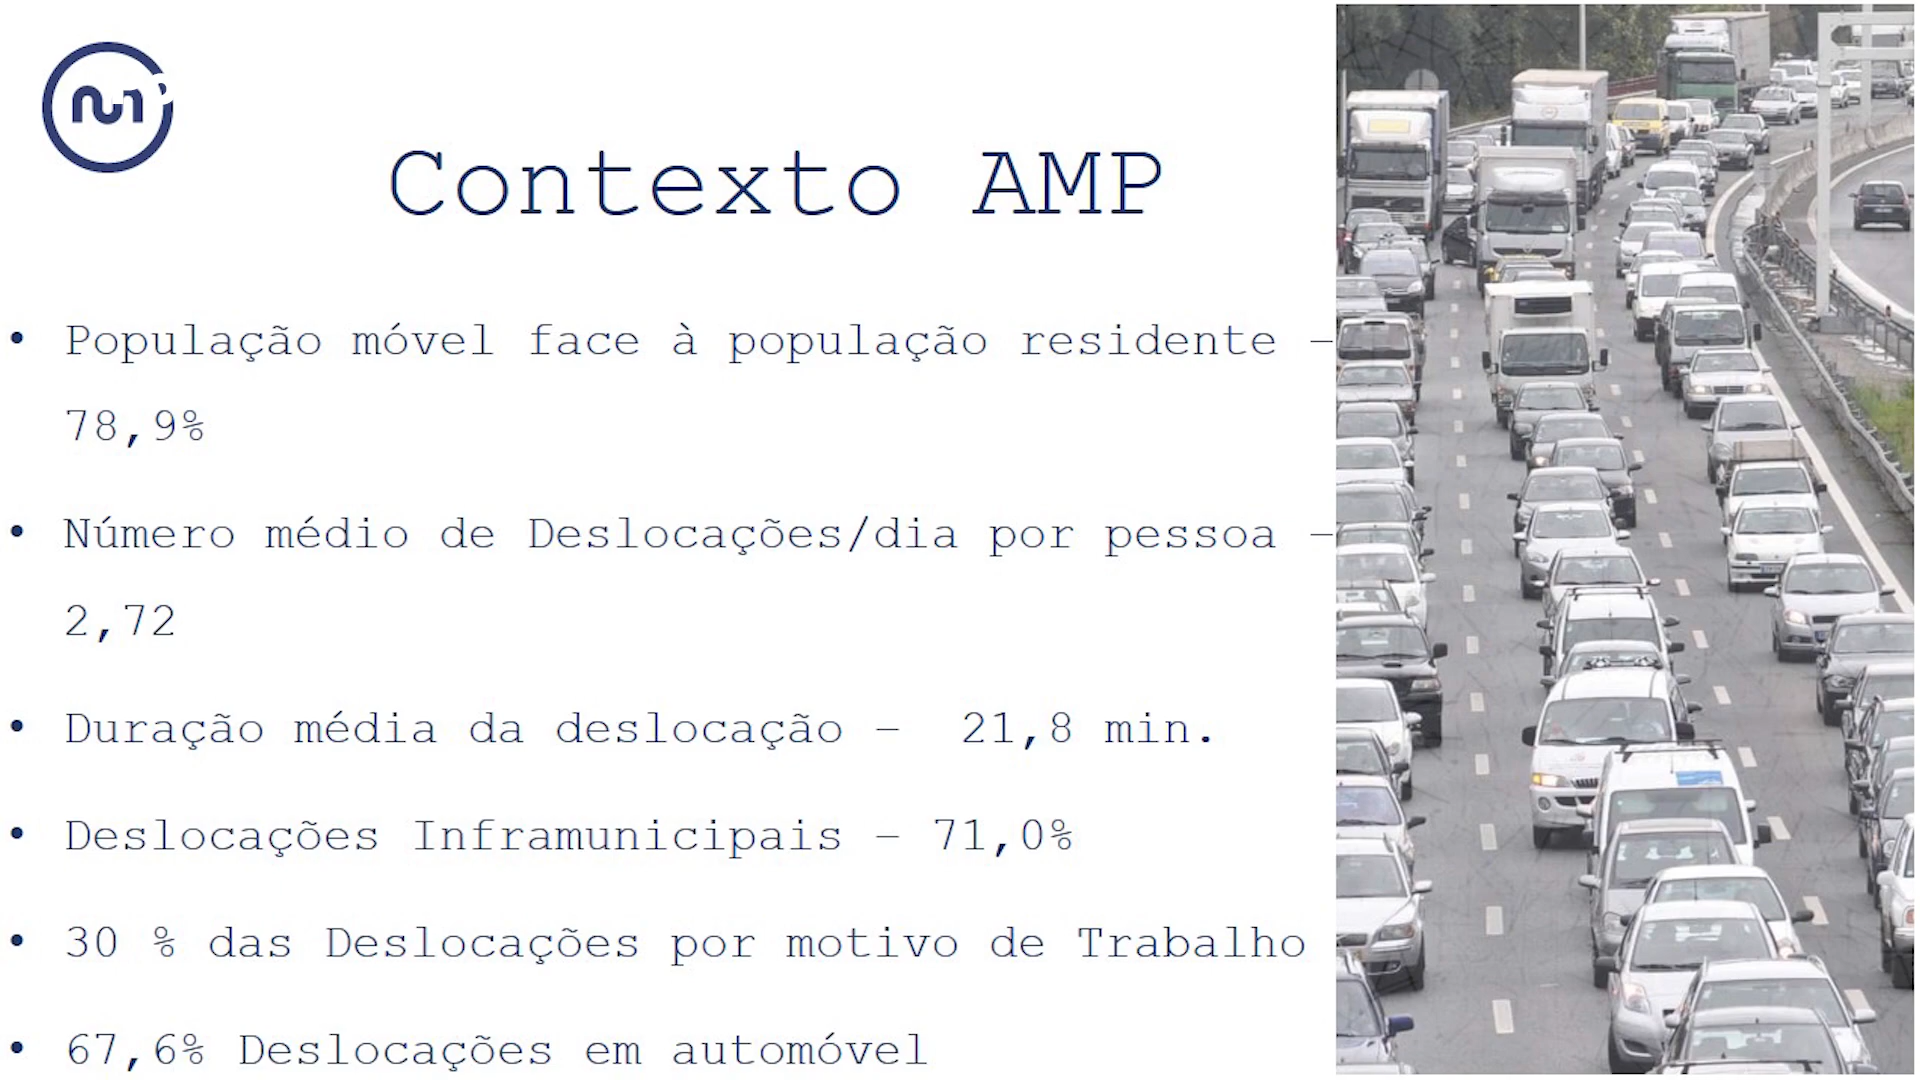 Contexto AMP
• População móvel face à população residente –
78,9%
• Número médio de Deslocações/dia por pessoa –
2,72
• Duração média da deslocação –  21,8 min.
• Deslocações Inframunicipais – 71,0%
• 30 % das Deslocações por motivo de Trabalho
• 67,6% Deslocações em automóvel